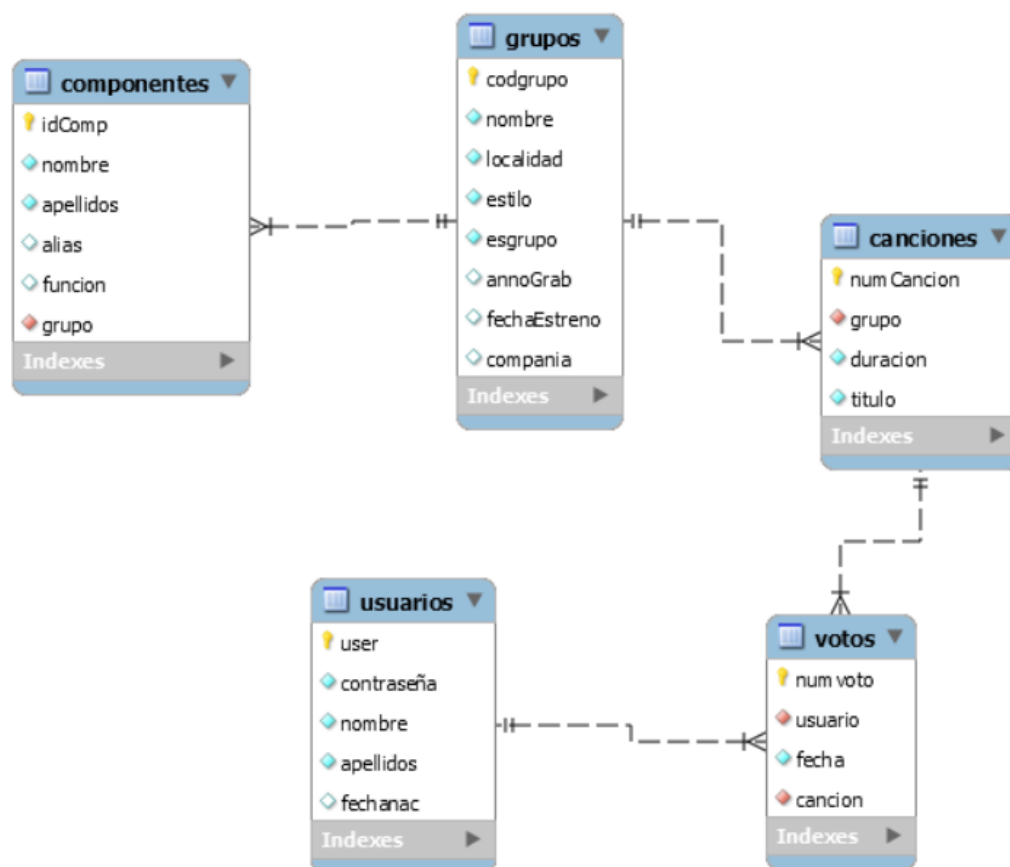 componentes
idComp
nombre
apellidos
alias
funcion
grupo
Indexes
grupos
codgrupo
nombre
localidad
estilo
esgrupo
annoGrab
fechaEstreno
compania
Indexes
canciones
numCancion
grupo
duracion
titulo
Indexes
usuarios
user
contraseña
nombre
apellidos
fechanac
Indexes
votos
numvoto
usuario
fecha
cancion
Indexes